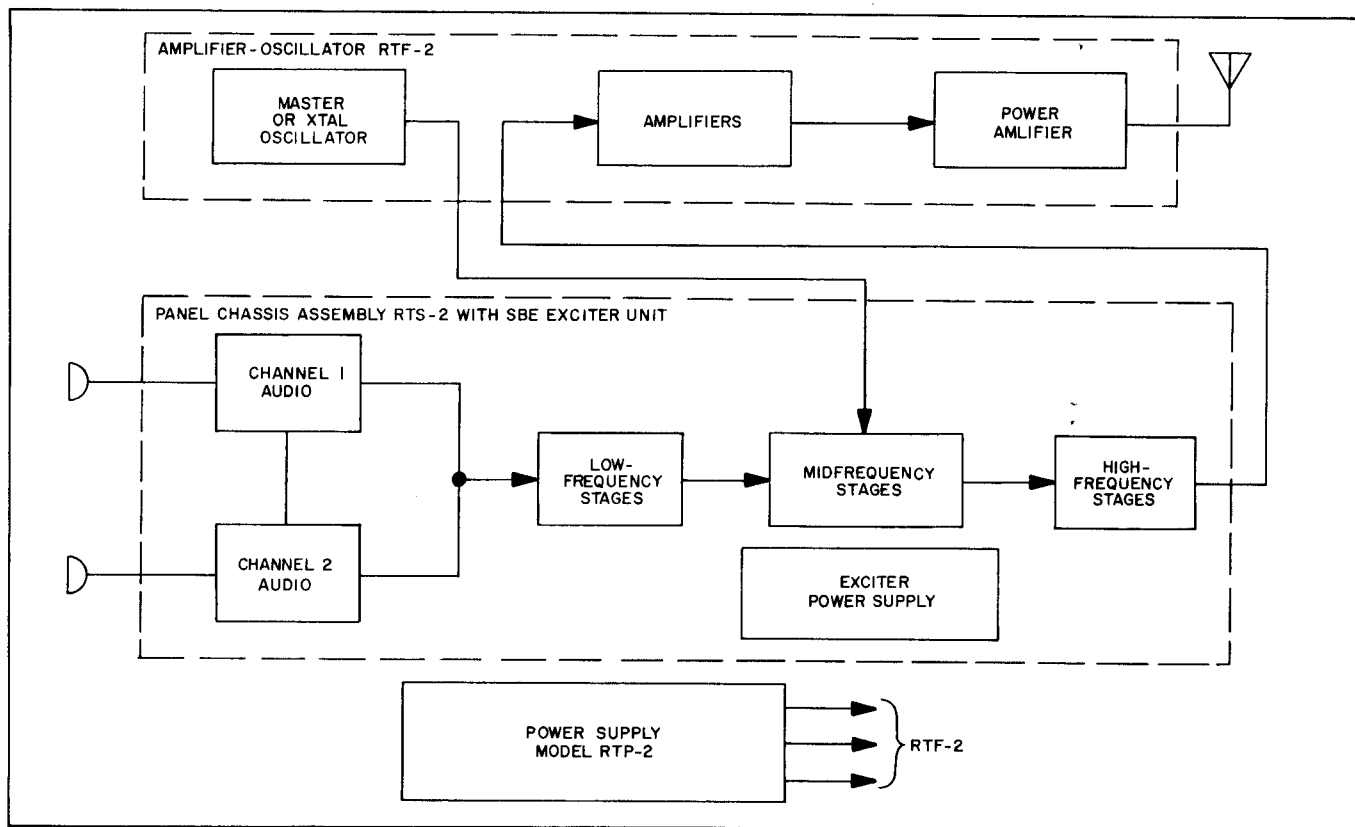 AMPLIFIER-OSCILLATOR RTF-2
MASTER
OR XTAL
OSCILLATOR
AMPLIFIERS
POWER
AMLIFIER
PANEL CHASSIS ASSEMBLY RTS-2 WITH SBE EXCITER UNIT
CHANNEL 1
AUDIO
LOW-
FREQUENCY
STAGES
MIDFREQUENCY
STAGES
HIGH-
FREQUENCY
STAGES
CHANNEL 2
AUDIO
EXCITER
POWER SUPPLY
POWER SUPPLY
MODEL RTP-2
RTF-2